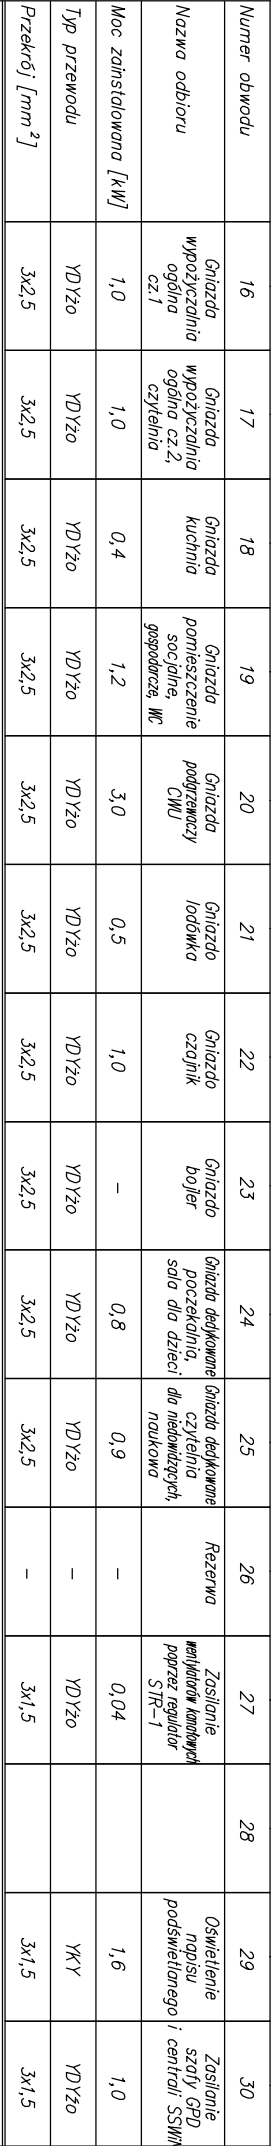 Numer obwodu 16 17 18 19 20 21 22 23 24 25 26 27 28 29 30
Nazwa odbioru
Gniazda
wypożyczalnia
ogólna
cz.1
Gniazda
wypożyczalnia
ogólna cz.2,
czytelnia
Gniazda
kuchnia
Gniazda
pomieszczenie
socjalne,
gospodarcze, WC
Gniazda
podgrzewaczy
CWU
Gniazdo
lodówka
Gniazdo
czajnik
Gniazdo
bojler
Gniazda dedykowane
poczekalnia,
sala dla dzieci
Gniazda dedykowane
czytelnia
dla niedowidzących,
naukowa
Rezerwa
Zasilanie
wentylatorów kanałowych
poprzez regulator
STR-1
Oświetlenie
napisu
podświetlanego
Zasilanie
szafy GPD
i centrali SSWiN
Moc zainstalowana [kW] 1,0 1,0 0,4 1,2 3,0 0,5 1,0 – 0,8 0,9 – 0,04 1,6 1,0
Typ przewodu YDYżo YDYżo YDYżo YDYżo YDYżo YDYżo YDYżo YDYżo YDYżo YDYżo – YDYżo YKY YDYżo
Przekrój [mm²] 3x2,5 3x2,5 3x2,5 3x2,5 3x2,5 3x2,5 3x2,5 3x2,5 3x2,5 3x2,5 – 3x1,5 3x1,5 3x1,5